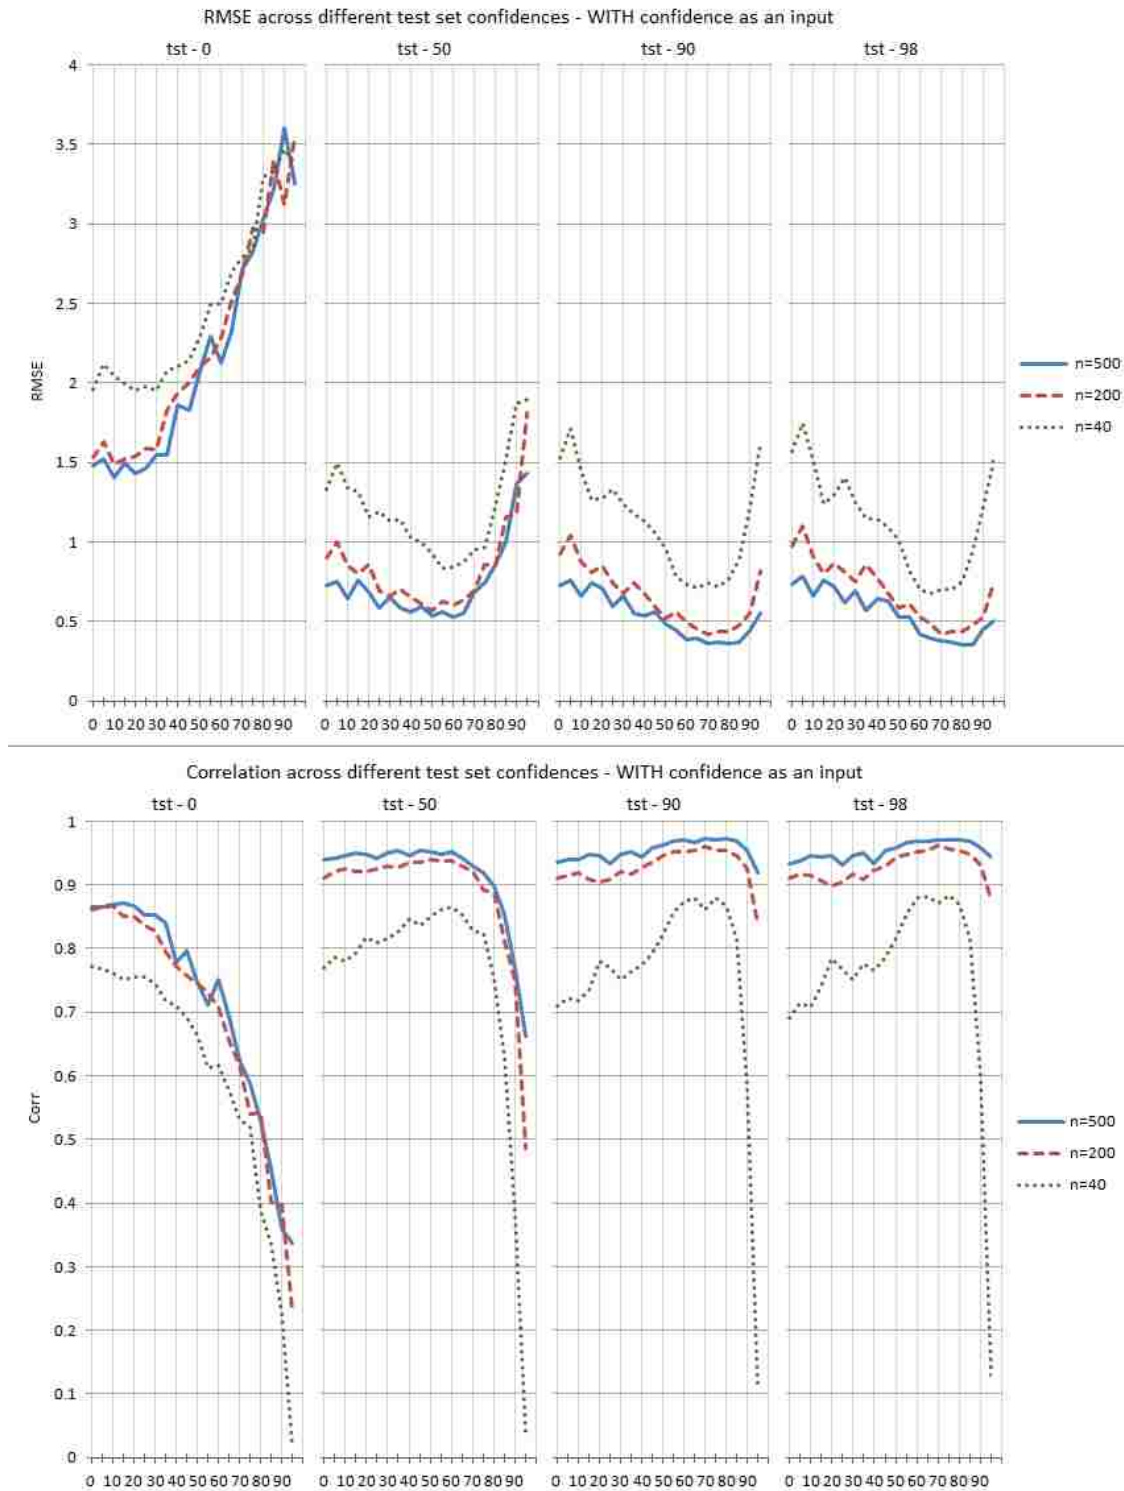 RMSE across different test set confidences - WITH confidence as an input
tst - 0 tst - 50 tst - 90 tst - 98
4
3.5
3
2.5
2
1.5
1
0.5
0
RMSE
n=500
n=200
n=40
0 10 20 30 40 50 60 70 80 90 0 10 20 30 40 50 60 70 80 90 0 10 20 30 40 50 60 70 80 90 0 10 20 30 40 50 60 70 80 90
Correlation across different test set confidences - WITH confidence as an input
tst - 0 tst - 50 tst - 90 tst - 98
1
0.9
0.8
0.7
0.6
0.5
0.4
0.3
0.2
0.1
0
Corr
n=500
n=200
n=40
0 10 20 30 40 50 60 70 80 90 0 10 20 30 40 50 60 70 80 90 0 10 20 30 40 50 60 70 80 90 0 10 20 30 40 50 60 70 80 90